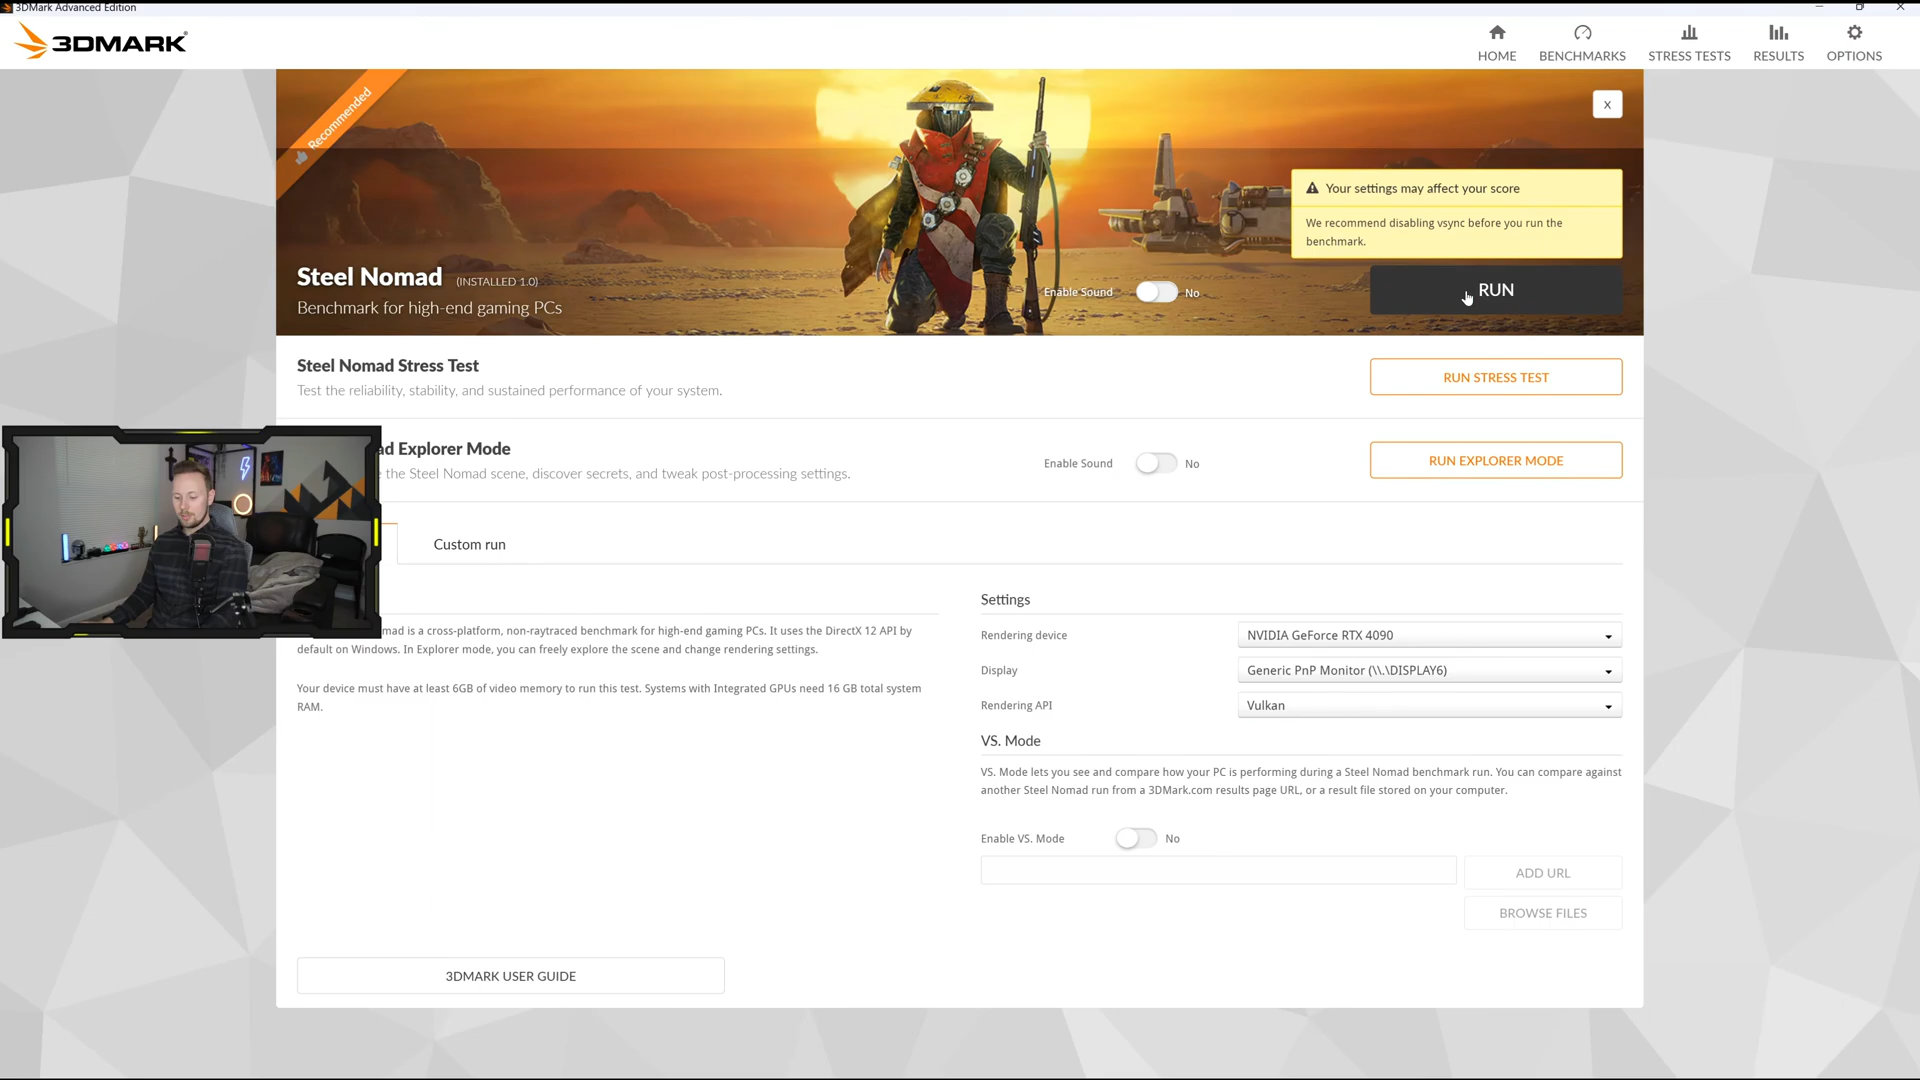 3DMark Advanced Edition
3DMARK
HOME
BENCHMARKS
STRESS TESTS
RESULTS
OPTIONS
Recommended
X
Your settings may affect your score
We recommend disabling vsync before you run the
benchmark.
Steel Nomad (INSTALLED 1.0)
Benchmark for high-end gaming PCs
Enable Sound No
RUN
Steel Nomad Stress Test
Test the reliability, stability, and sustained performance of your system.
RUN STRESS TEST
ad Explorer Mode
the Steel Nomad scene, discover secrets, and tweak post-processing settings.
Enable Sound No
RUN EXPLORER MODE
Custom run
mad is a cross-platform, non-raytraced benchmark for high-end gaming PCs. It uses the DirectX 12 API by
default on Windows. In Explorer mode, you can freely explore the scene and change rendering settings.
Your device must have at least 6GB of video memory to run this test. Systems with Integrated GPUs need 16 GB total system
RAM.
Settings
Rendering device NVIDIA GeForce RTX 4090
Display Generic PnP Monitor (\\.\DISPLAY6)
Rendering API Vulkan
VS. Mode
VS. Mode lets you see and compare how your PC is performing during a Steel Nomad benchmark run. You can compare against
another Steel Nomad run from a 3DMark.com results page URL, or a result file stored on your computer.
Enable VS. Mode No
ADD URL
BROWSE FILES
3DMARK USER GUIDE